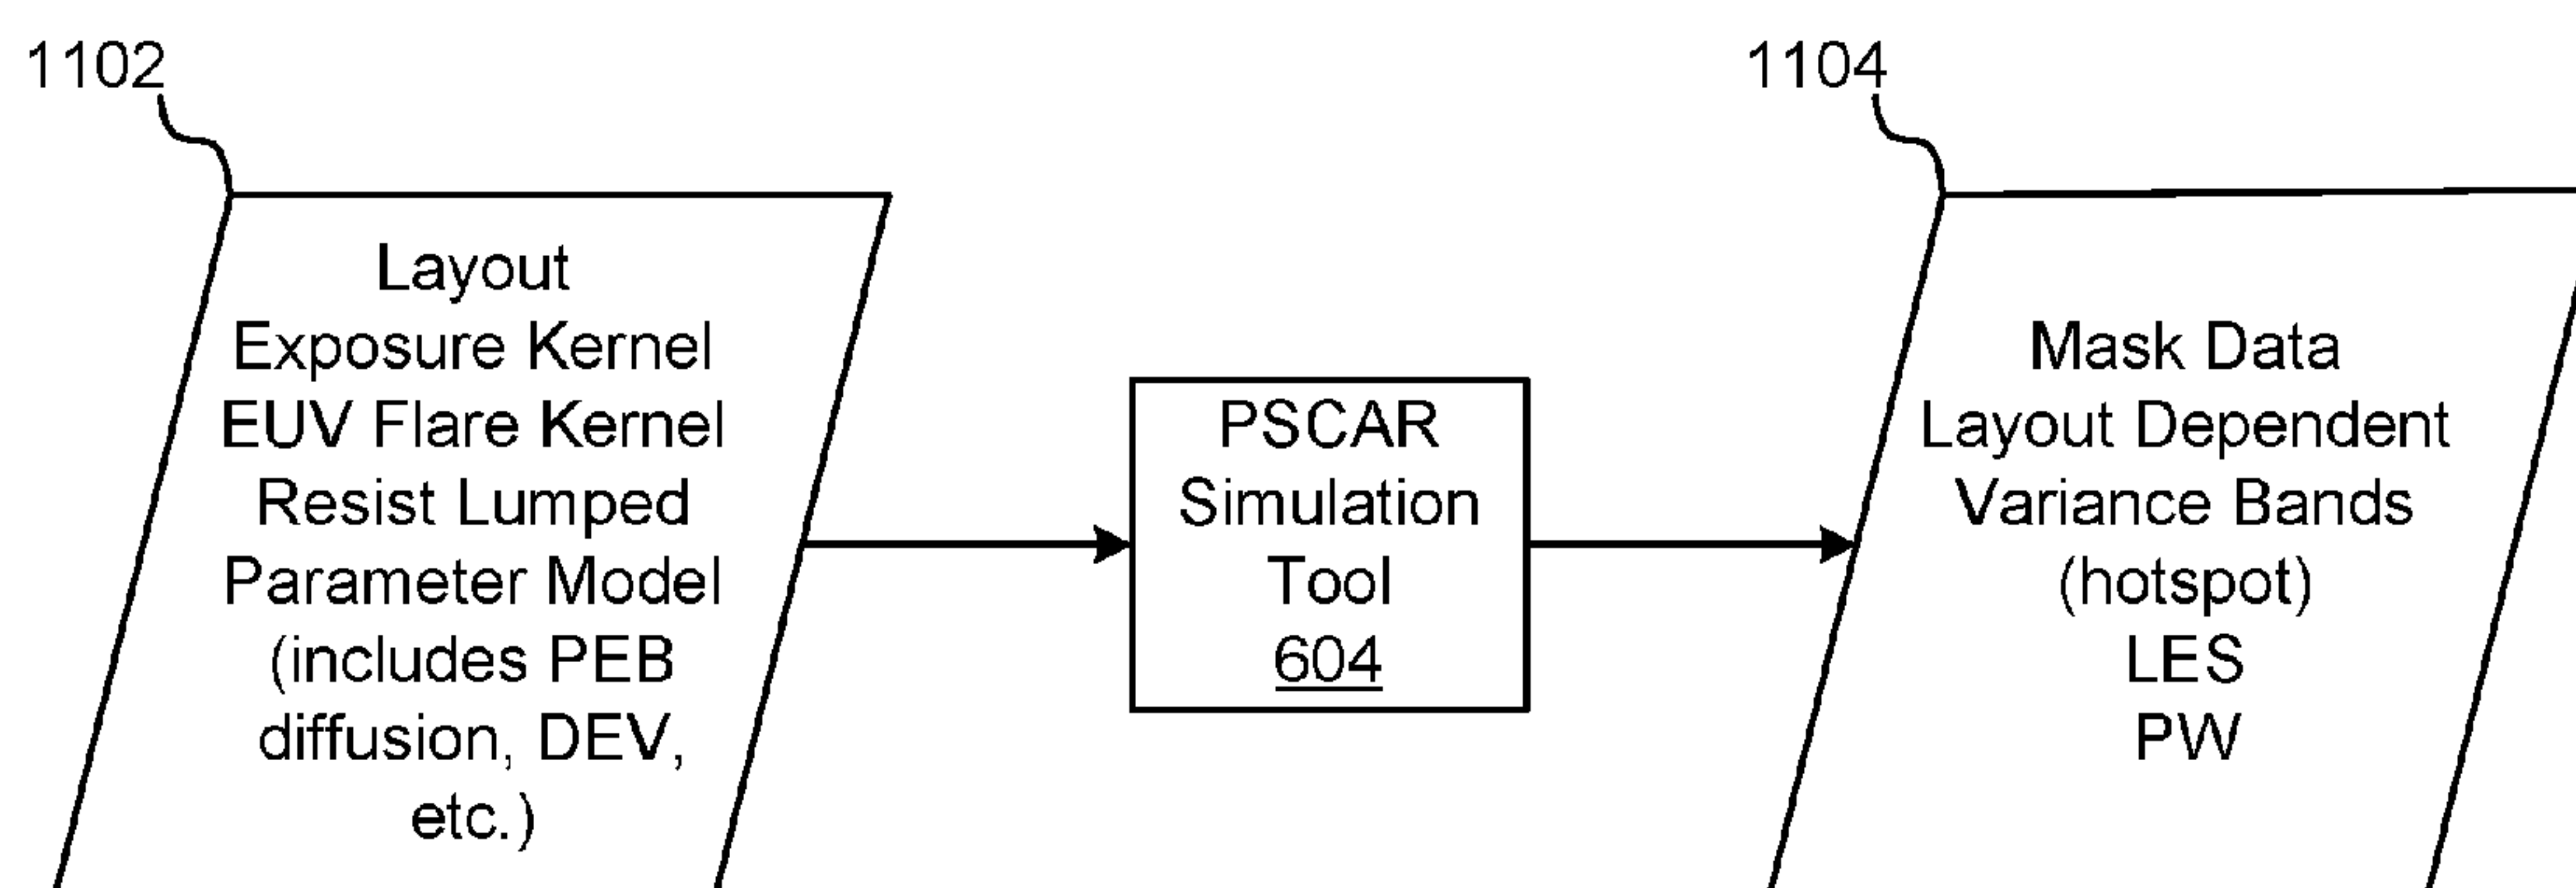 1102
Layout
Exposure Kernel
EUV Flare Kernel
Resist Lumped
Parameter Model
(includes PEB
diffusion, DEV,
etc.)
PSCAR
Simulation
Tool
604
1104
Mask Data
Layout Dependent
Variance Bands
(hotspot)
LES
PW